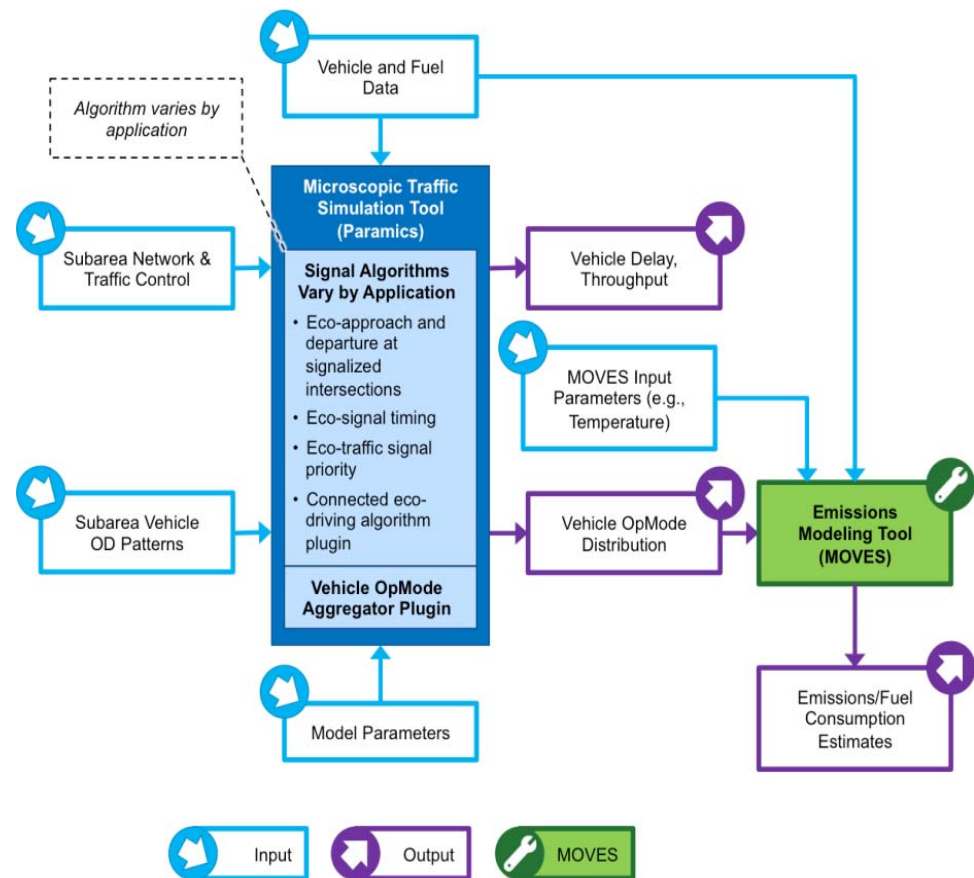 Vehicle and Fuel
Data
Algorithm varies by
application
Microscopic Traffic
Simulation Tool
(Paramics)
Subarea Network &
Traffic Control
Signal Algorithms
Vary by Application
• Eco-approach and
departure at
signalized
intersections
• Eco-signal timing
• Eco-traffic signal
priority
• Connected eco-
driving algorithm
plugin
Vehicle OpMode
Aggregator Plugin
Vehicle Delay,
Throughput
MOVES Input
Parameters (e.g.,
Temperature)
Subarea Vehicle
OD Patterns
Vehicle OpMode
Distribution
Emissions
Modeling Tool
(MOVES)
Model Parameters
Emissions/Fuel
Consumption
Estimates
Input
Output
MOVES